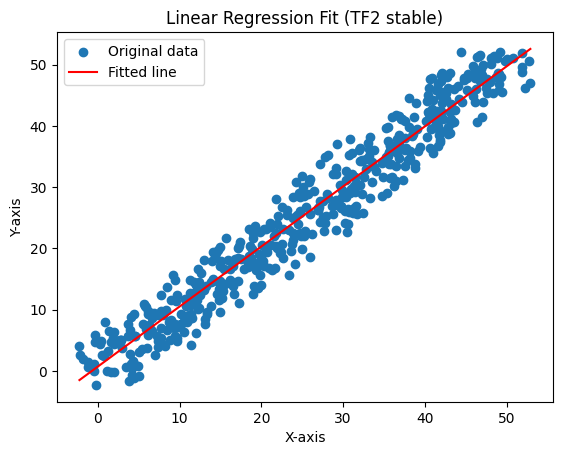 Linear Regression Fit (TF2 stable)
Original data
Fitted line
50
40
30
20
10
0
Y-axis
0 10 20 30 40 50
X-axis